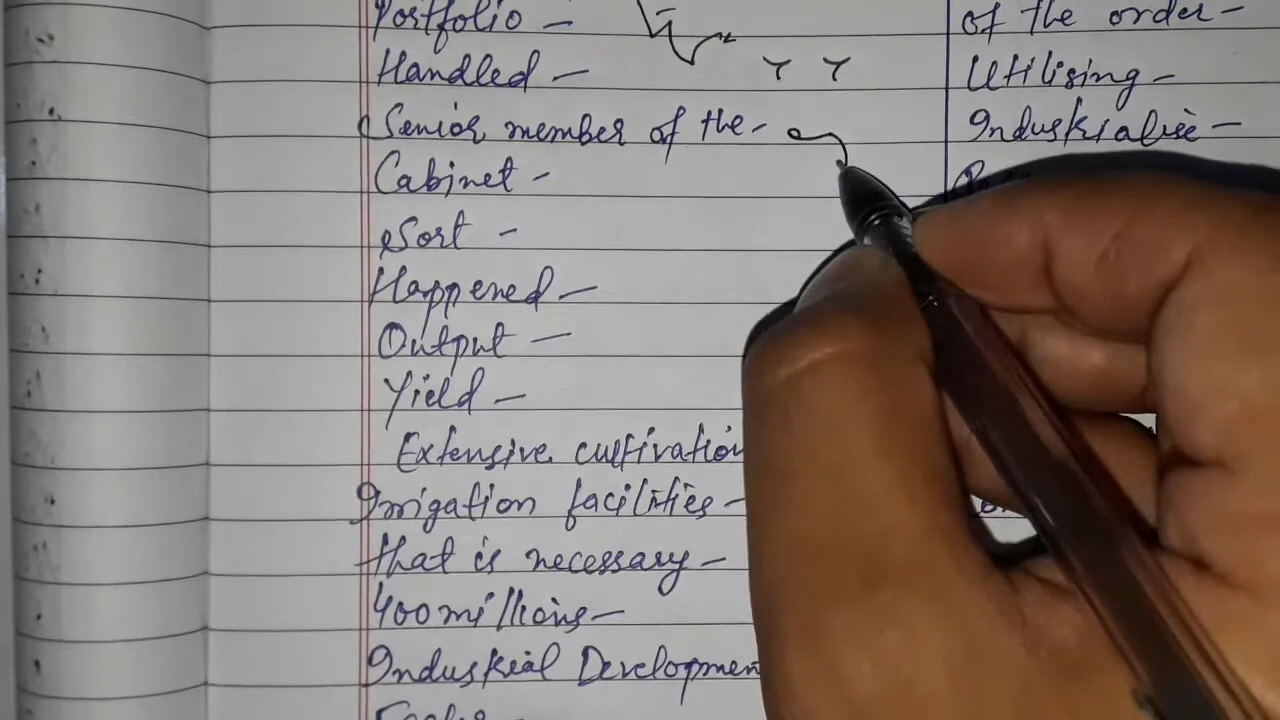 Portfolio -
Handled -
Senior member of the -
Cabinet -
Sort -
Happened -
Output -
Yield -
Extensive cultivation
Irrigation facilities -
that is necessary -
400 millions -
Industrial Developmen
of the order -
Utilising -
Industrialise -